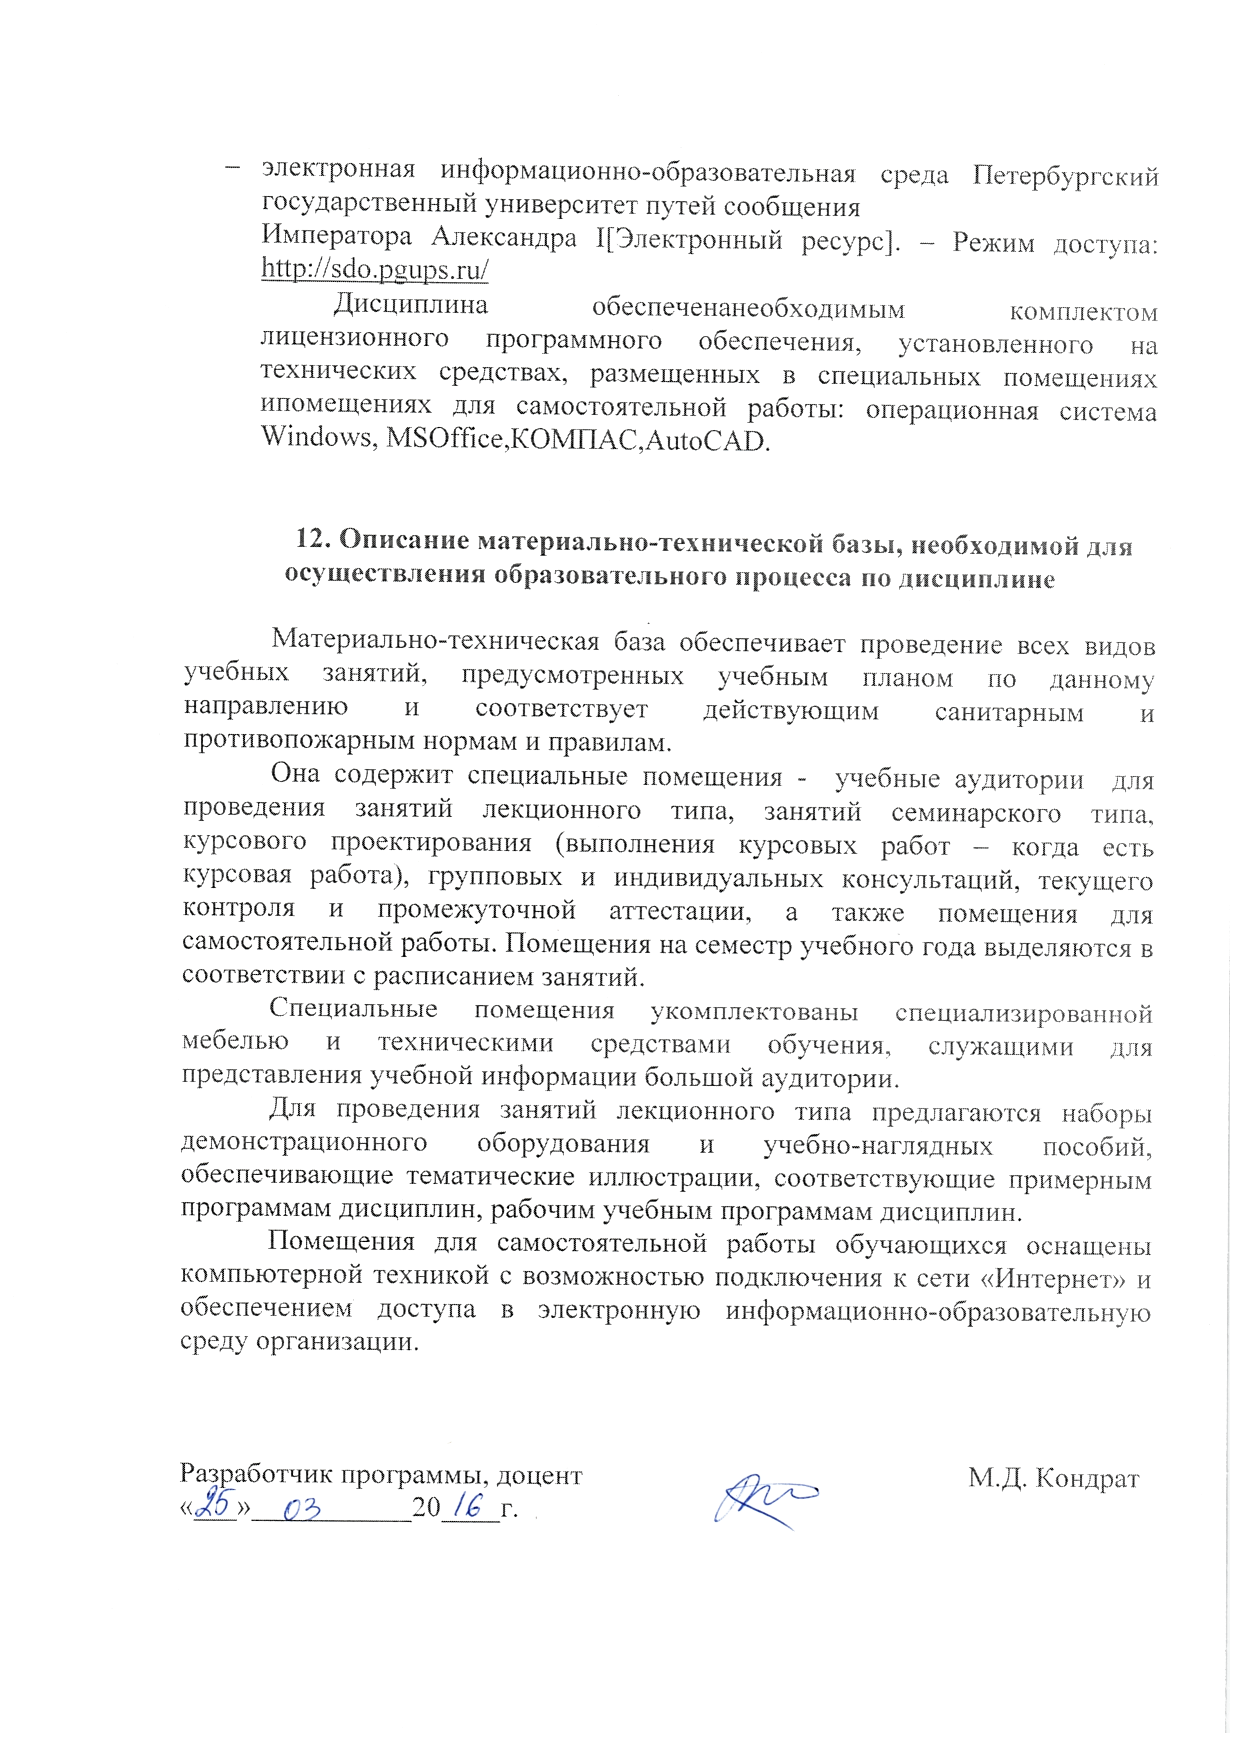 – электронная информационно-образовательная среда Петербургский
государственный университет путей сообщения
Императора Александра I[Электронный ресурс]. – Режим доступа:
http://sdo.pgups.ru/
Дисциплина обеспеченанеобходимым комплектом
лицензионного программного обеспечения, установленного на
технических средствах, размещенных в специальных помещениях
ипомещениях для самостоятельной работы: операционная система
Windows, MSOffice,КОМПАС,AutoCAD.
12. Описание материально-технической базы, необходимой для
осуществления образовательного процесса по дисциплине
Материально-техническая база обеспечивает проведение всех видов
учебных занятий, предусмотренных учебным планом по данному
направлению и соответствует действующим санитарным и
противопожарным нормам и правилам.
Она содержит специальные помещения - учебные аудитории для
проведения занятий лекционного типа, занятий семинарского типа,
курсового проектирования (выполнения курсовых работ – когда есть
курсовая работа), групповых и индивидуальных консультаций, текущего
контроля и промежуточной аттестации, а также помещения для
самостоятельной работы. Помещения на семестр учебного года выделяются в
соответствии с расписанием занятий.
Специальные помещения укомплектованы специализированной
мебелью и техническими средствами обучения, служащими для
представления учебной информации большой аудитории.
Для проведения занятий лекционного типа предлагаются наборы
демонстрационного оборудования и учебно-наглядных пособий,
обеспечивающие тематические иллюстрации, соответствующие примерным
программам дисциплин, рабочим учебным программам дисциплин.
Помещения для самостоятельной работы обучающихся оснащены
компьютерной техникой с возможностью подключения к сети «Интернет» и
обеспечением доступа в электронную информационно-образовательную
среду организации.
Разработчик программы, доцент М.Д. Кондрат
«25» 03 2016 г.